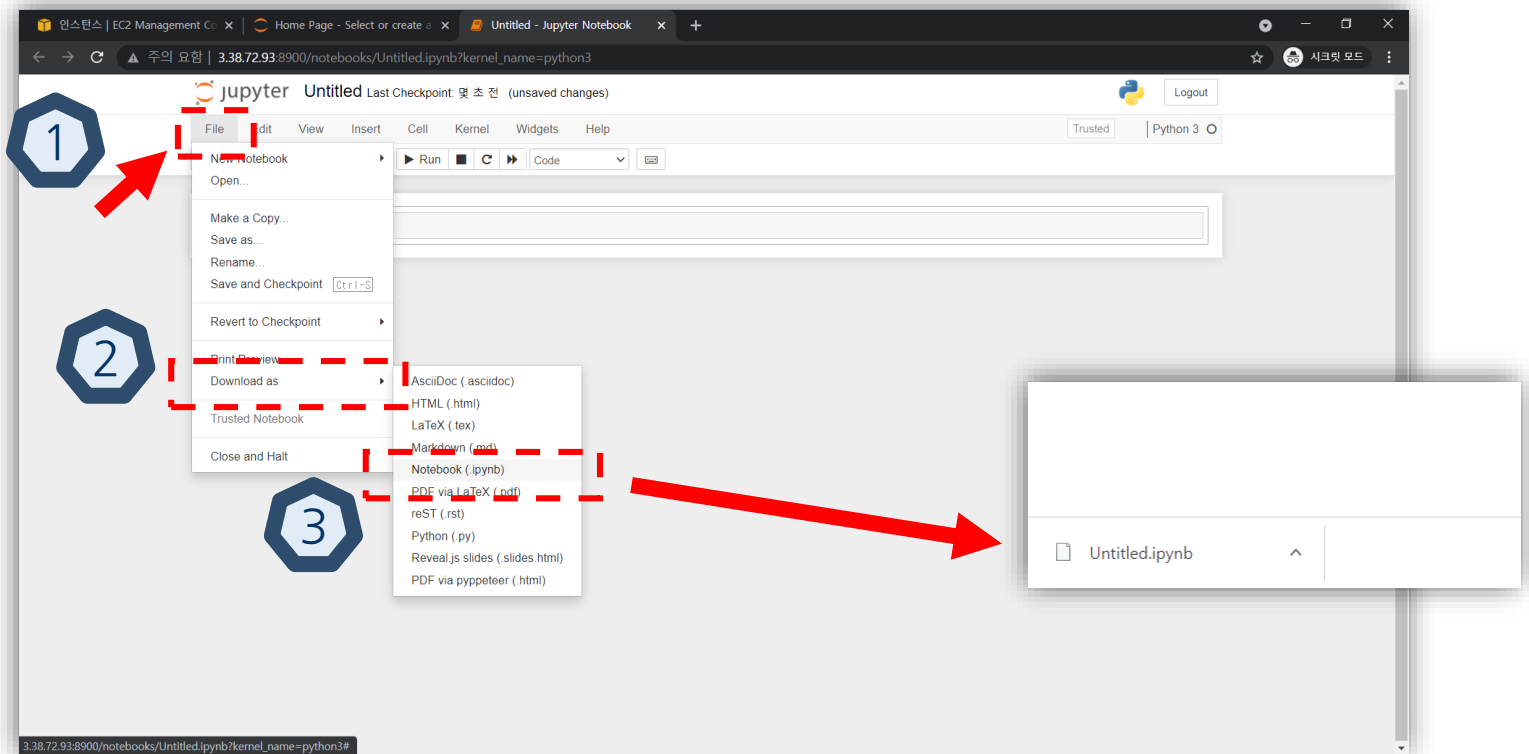 인스턴스 | EC2 Management Co
Home Page - Select or create a
Untitled - Jupyter Notebook
주의 요함 | 3.38.72.93:8900/notebooks/Untitled.ipynb?kernel_name=python3
시크릿 모드
jupyter Untitled Last Checkpoint: 몇 초 전 (unsaved changes)
Logout
File Edit View Insert Cell Kernel Widgets Help
Trusted Python 3
1
New Notebook
Run Code
Open...
Make a Copy...
Save as...
Rename...
Save and Checkpoint Ctrl-S
Revert to Checkpoint
2
Print Preview
Download as
Trusted Notebook
Close and Halt
AsciiDoc (.asciidoc)
HTML (.html)
LaTeX (.tex)
Markdown (.md)
Notebook (.ipynb)
PDF via LaTeX (.pdf)
reST (.rst)
Python (.py)
Reveal.js slides (.slides.html)
PDF via pyppeteer (.html)
3
Untitled.ipynb
3.38.72.93:8900/notebooks/Untitled.ipynb?kernel_name=python3#